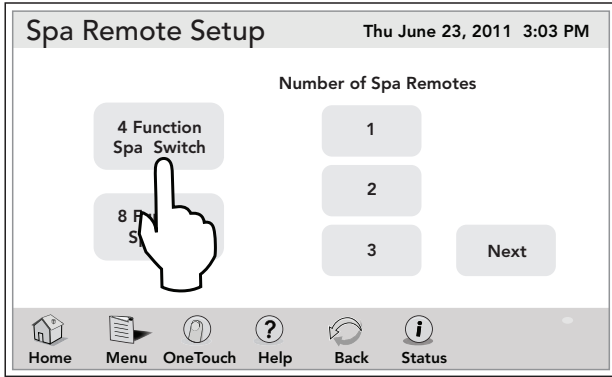 Spa Remote Setup
Thu June 23, 2011 3:03 PM
Number of Spa Remotes
4 Function
Spa Switch
1
2
8
3
Next
?
i
Home Menu OneTouch Help Back Status